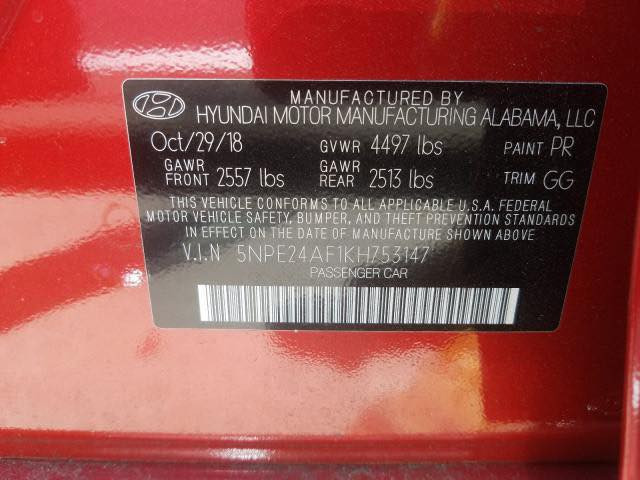 MANUFACTURED BY
HYUNDAI MOTOR MANUFACTURING ALABAMA, LLC
Oct/29/18 GVWR 4497 lbs PAINT PR
GAWR FRONT 2557 lbs GAWR REAR 2513 lbs TRIM GG
THIS VEHICLE CONFORMS TO ALL APPLICABLE U.S.A. FEDERAL
MOTOR VEHICLE SAFETY, BUMPER, AND THEFT PREVENTION STANDARDS
IN EFFECT ON THE DATE OF MANUFACTURE SHOWN ABOVE.
V.I.N 5NPE24AF1KH753147
PASSENGER CAR